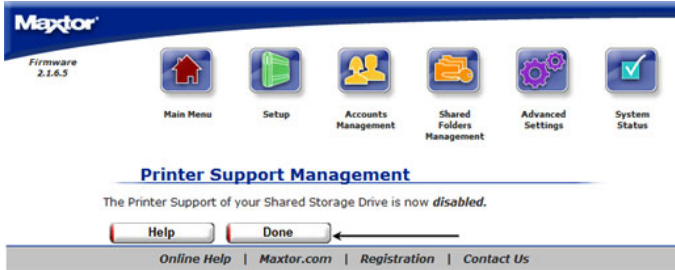 Maxtor
Firmware
2.1.6.5
Main Menu
Setup
Accounts
Management
Shared
Folders
Management
Advanced
Settings
System
Status
Printer Support Management
The Printer Support of your Shared Storage Drive is now disabled.
Help
Done
Online Help | Maxtor.com | Registration | Contact Us